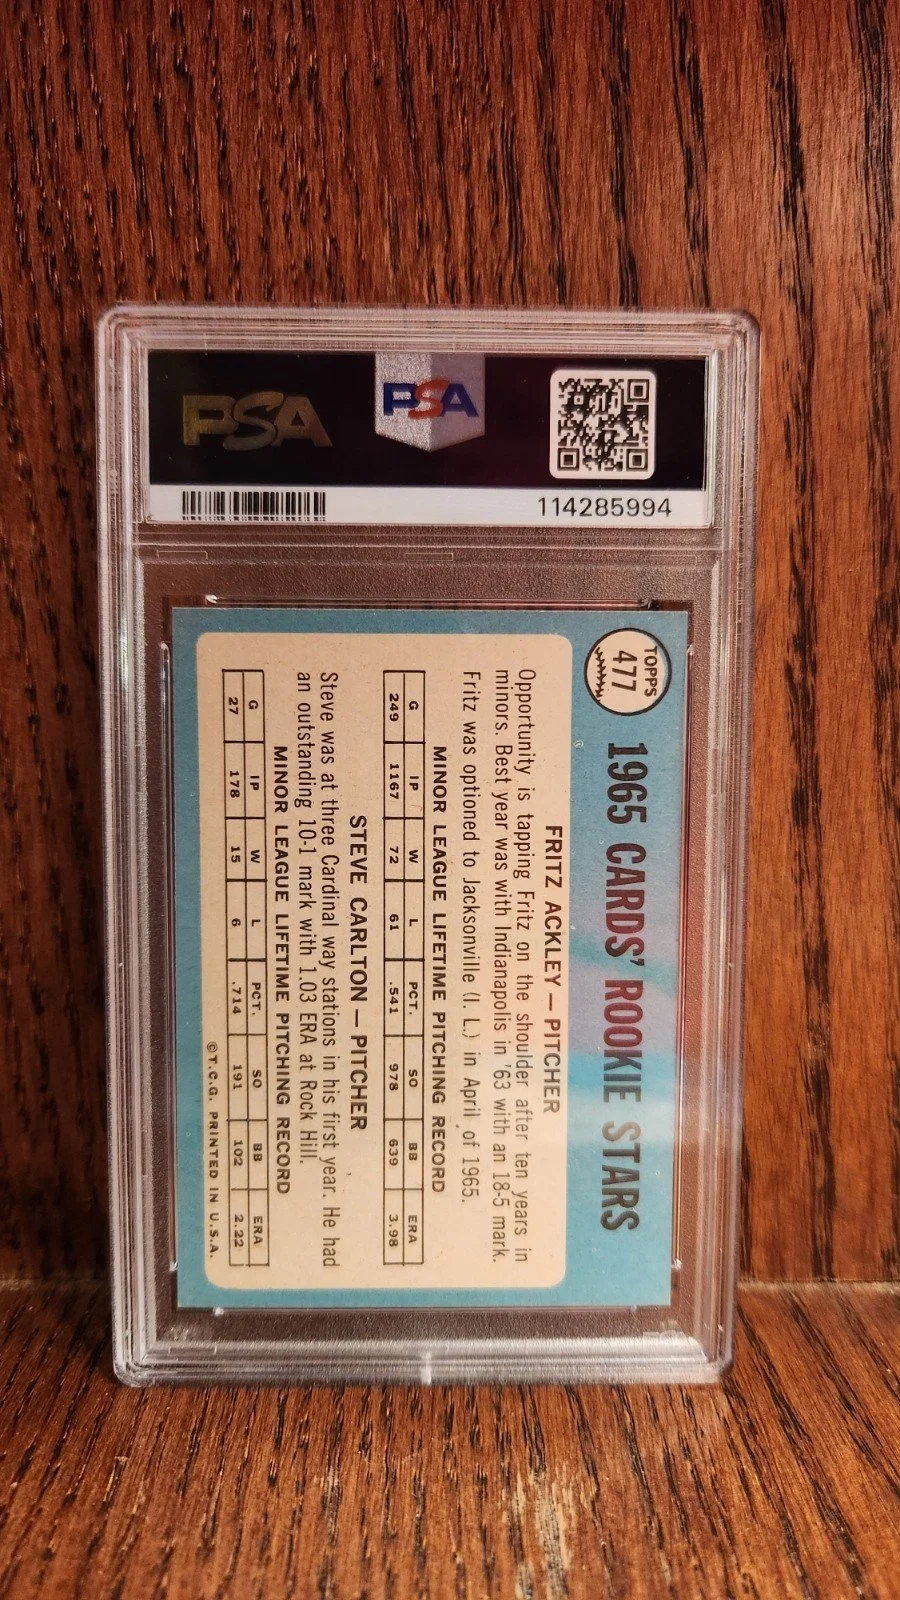 PSA
PSA
114285994
TOPPS
477
1965 CARDS' ROOKIE STARS
FRITZ ACKLEY — PITCHER
Opportunity is tapping Fritz on the shoulder after ten years in
minors. Best year was with Indianapolis in '63 with an 18-5 mark.
Fritz was optioned to Jacksonville (I. L.) in April of 1965.
MINOR LEAGUE LIFETIME PITCHING RECORD
G IP W L PCT. SO BB ERA
249 1167 72 61 .541 978 639 3.98
STEVE CARLTON — PITCHER
Steve was at three Cardinal way stations in his first year. He had
an outstanding 10-1 mark with 1.03 ERA at Rock Hill.
MINOR LEAGUE LIFETIME PITCHING RECORD
G IP W L PCT. SO BB ERA
27 178 15 6 .714 191 102 2.22
©T.C.G. PRINTED IN U.S.A.